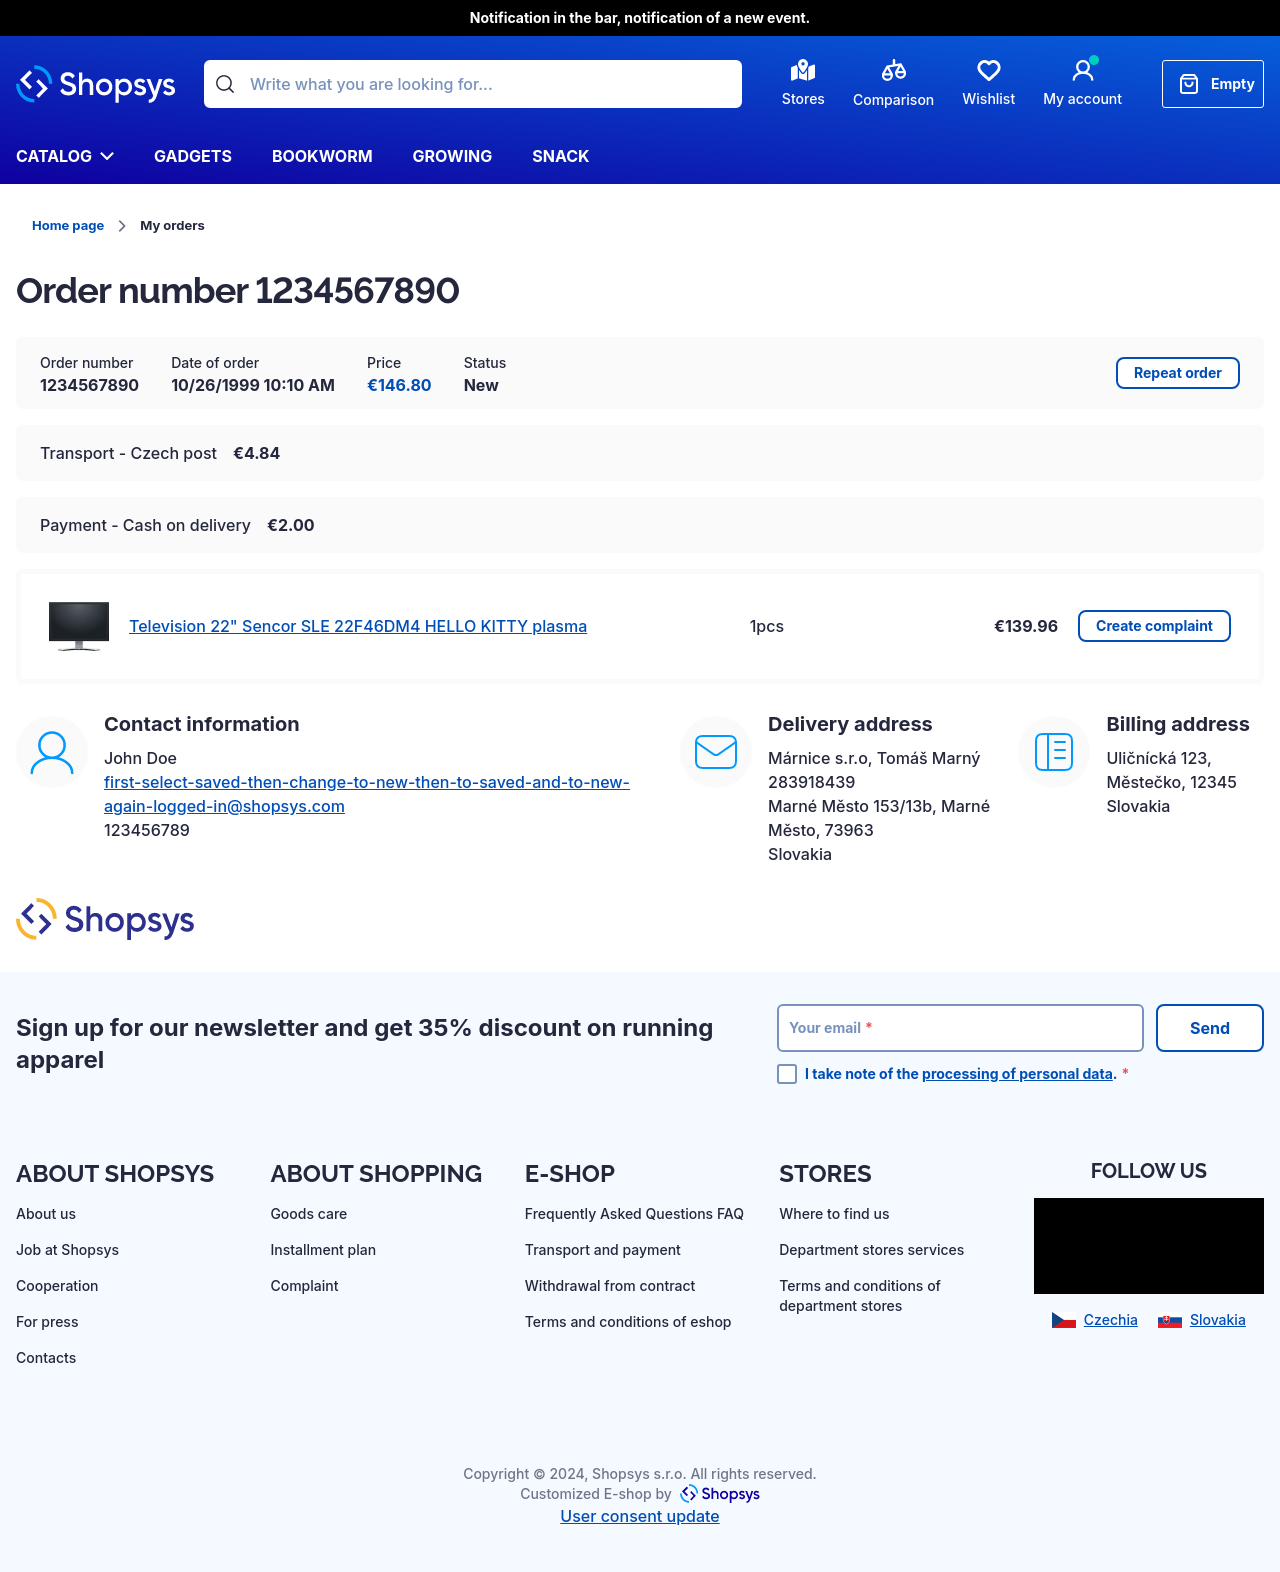 Notification in the bar, notification of a new event.
Shopsys
Write what you are looking for...
Stores
Comparison
Wishlist
My account
Empty
CATALOG
GADGETS
BOOKWORM
GROWING
SNACK
Home page
My orders
Order number 1234567890
Order number
1234567890
Date of order
10/26/1999 10:10 AM
Price
€146.80
Status
New
Repeat order
Transport - Czech post €4.84
Payment - Cash on delivery €2.00
Television 22" Sencor SLE 22F46DM4 HELLO KITTY plasma
1pcs
€139.96
Create complaint
Contact information
John Doe
first-select-saved-then-change-to-new-then-to-saved-and-to-new-
again-logged-in@shopsys.com
123456789
Delivery address
Márnice s.r.o, Tomáš Marný
283918439
Marné Město 153/13b, Marné
Město, 73963
Slovakia
Billing address
Uličnícká 123,
Městečko, 12345
Slovakia
Shopsys
Sign up for our newsletter and get 35% discount on running
apparel
Your email *
Send
I take note of the processing of personal data. *
ABOUT SHOPSYS
About us
Job at Shopsys
Cooperation
For press
Contacts
ABOUT SHOPPING
Goods care
Installment plan
Complaint
E-SHOP
Frequently Asked Questions FAQ
Transport and payment
Withdrawal from contract
Terms and conditions of eshop
STORES
Where to find us
Department stores services
Terms and conditions of
department stores
FOLLOW US
Czechia
Slovakia
Copyright © 2024, Shopsys s.r.o. All rights reserved.
Customized E-shop by Shopsys
User consent update